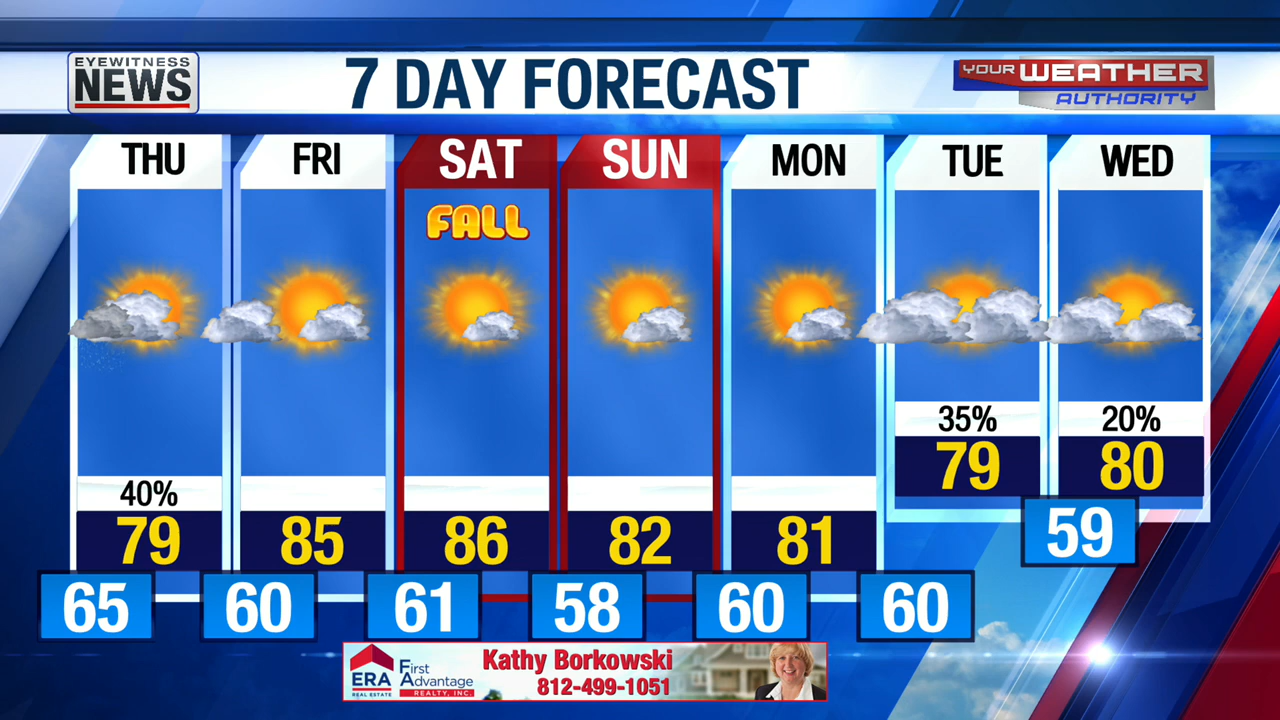 EYEWITNESS
NEWS
7 DAY FORECAST
YOUR WEATHER
AUTHORITY
THU
FRI
SAT
SUN
MON
TUE
WED
FALL
35%
20%
79
80
40%
79
85
86
82
81
59
65
60
61
58
60
60
ERA
REAL ESTATE
First
Advantage
REALTY, INC.
Kathy Borkowski
812-499-1051